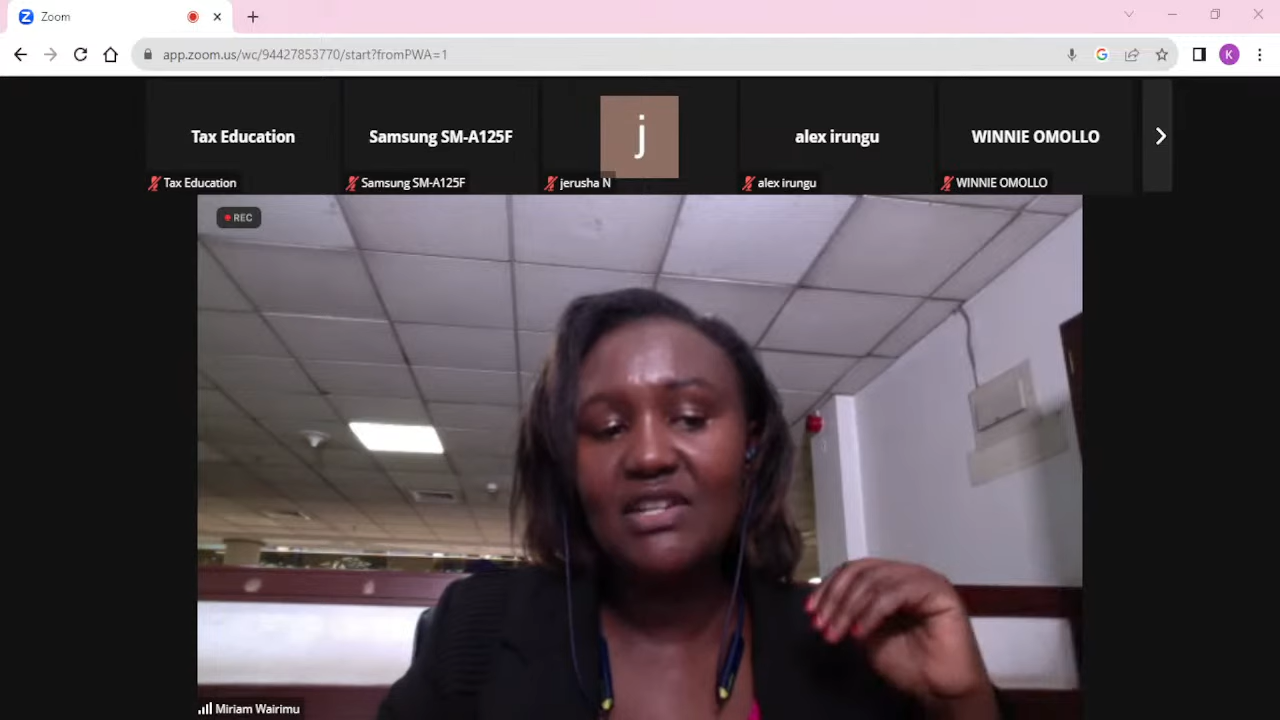 Zoom
app.zoom.us/wc/94427853770/start?fromPWA=1
K
Tax Education
Samsung SM-A125F
j
alex irungu
WINNIE OMOLLO
Tax Education
Samsung SM-A125F
jerusha N
alex irungu
WINNIE OMOLLO
REC
Miriam Wairimu